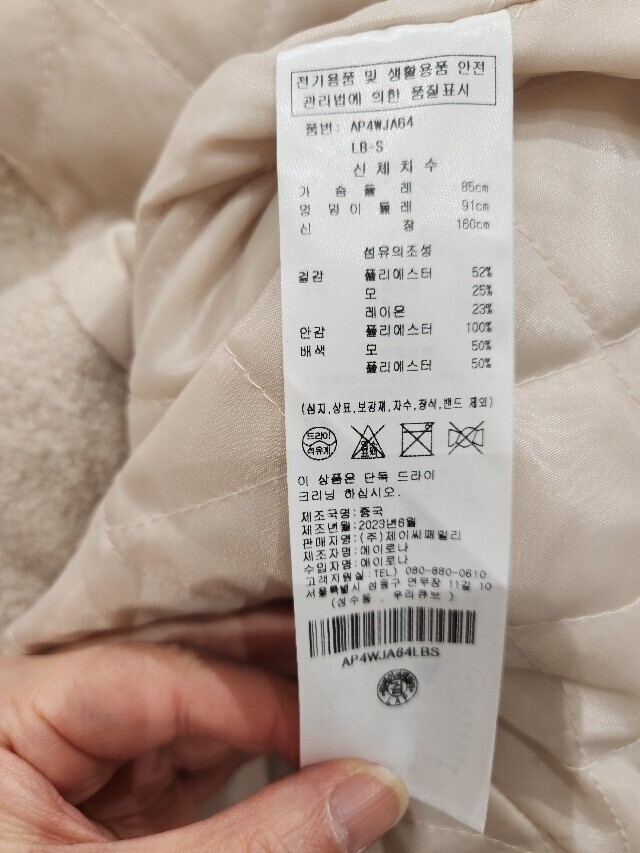 전기용품 및 생활용품 안전
관리법에 의한 품질표시
품번: AP4WJA64
LB-S
신체치수
가슴둘레 85cm
엉덩이둘레 91cm
신장 160cm
섬유의조성
겉감 폴리에스터 52%
모 25%
레이온 23%
안감 폴리에스터 100%
배색 모 50%
폴리에스터 50%
(심지,상표,보강재,자수,장식,밴드 제외)
드라이
석유계
염소
표백
이 상품은 단독 드라이
크리닝 하십시오.
제조국명:중국
제조년월:2023년6월
판매자명:(주)제이씨패밀리
제조자명:에이로나
수입자명:에이로나
고객지원실:TEL) 080-880-0610
서울특별시 성동구 연무장 11길 10
(성수동, 우리큐브)
AP4WJA64LBS